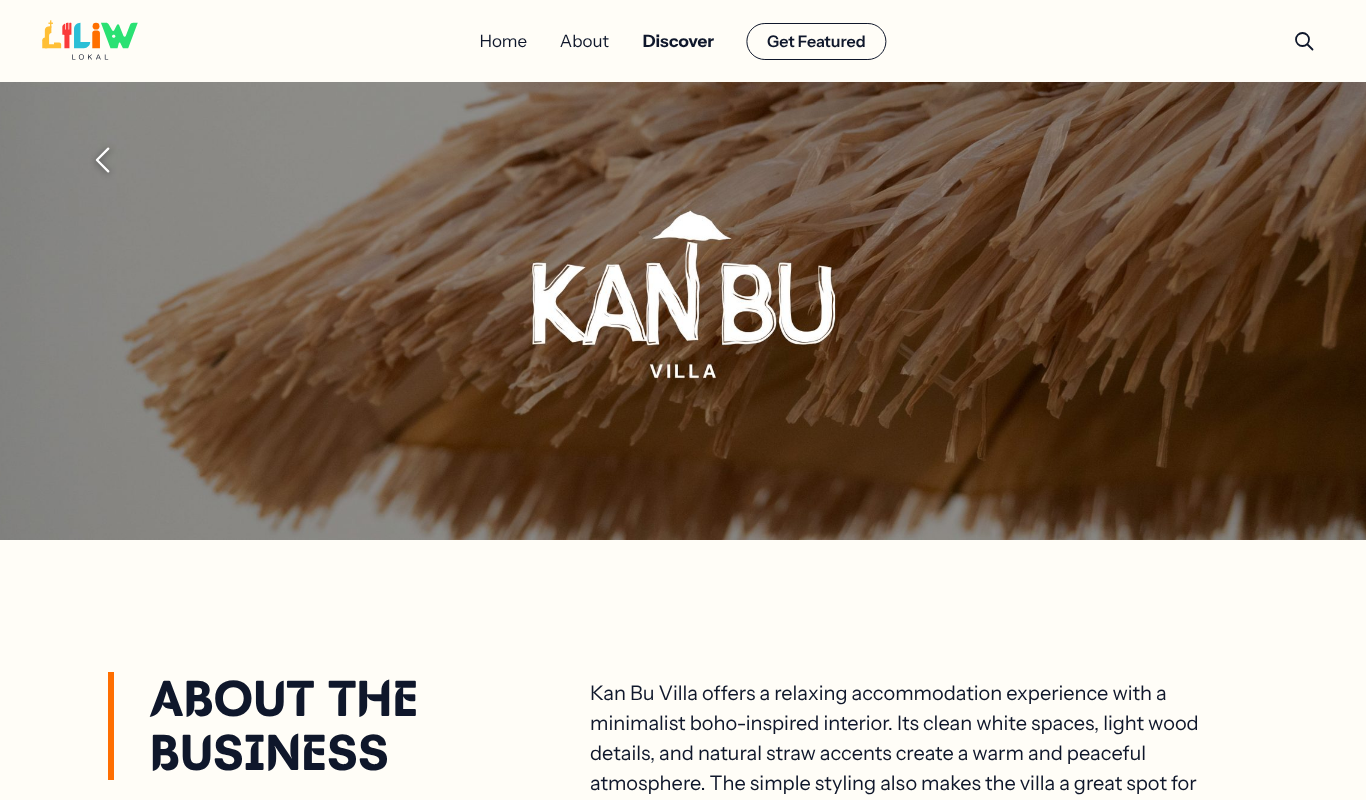 LiLiW
LOKAL
Home
About
Discover
Get Featured
KAN BU
VILLA
ABOUT THE
BUSINESS
Kan Bu Villa offers a relaxing accommodation experience with a
minimalist boho-inspired interior. Its clean white spaces, light wood
details, and natural straw accents create a warm and peaceful
atmosphere. The simple styling also makes the villa a great spot for